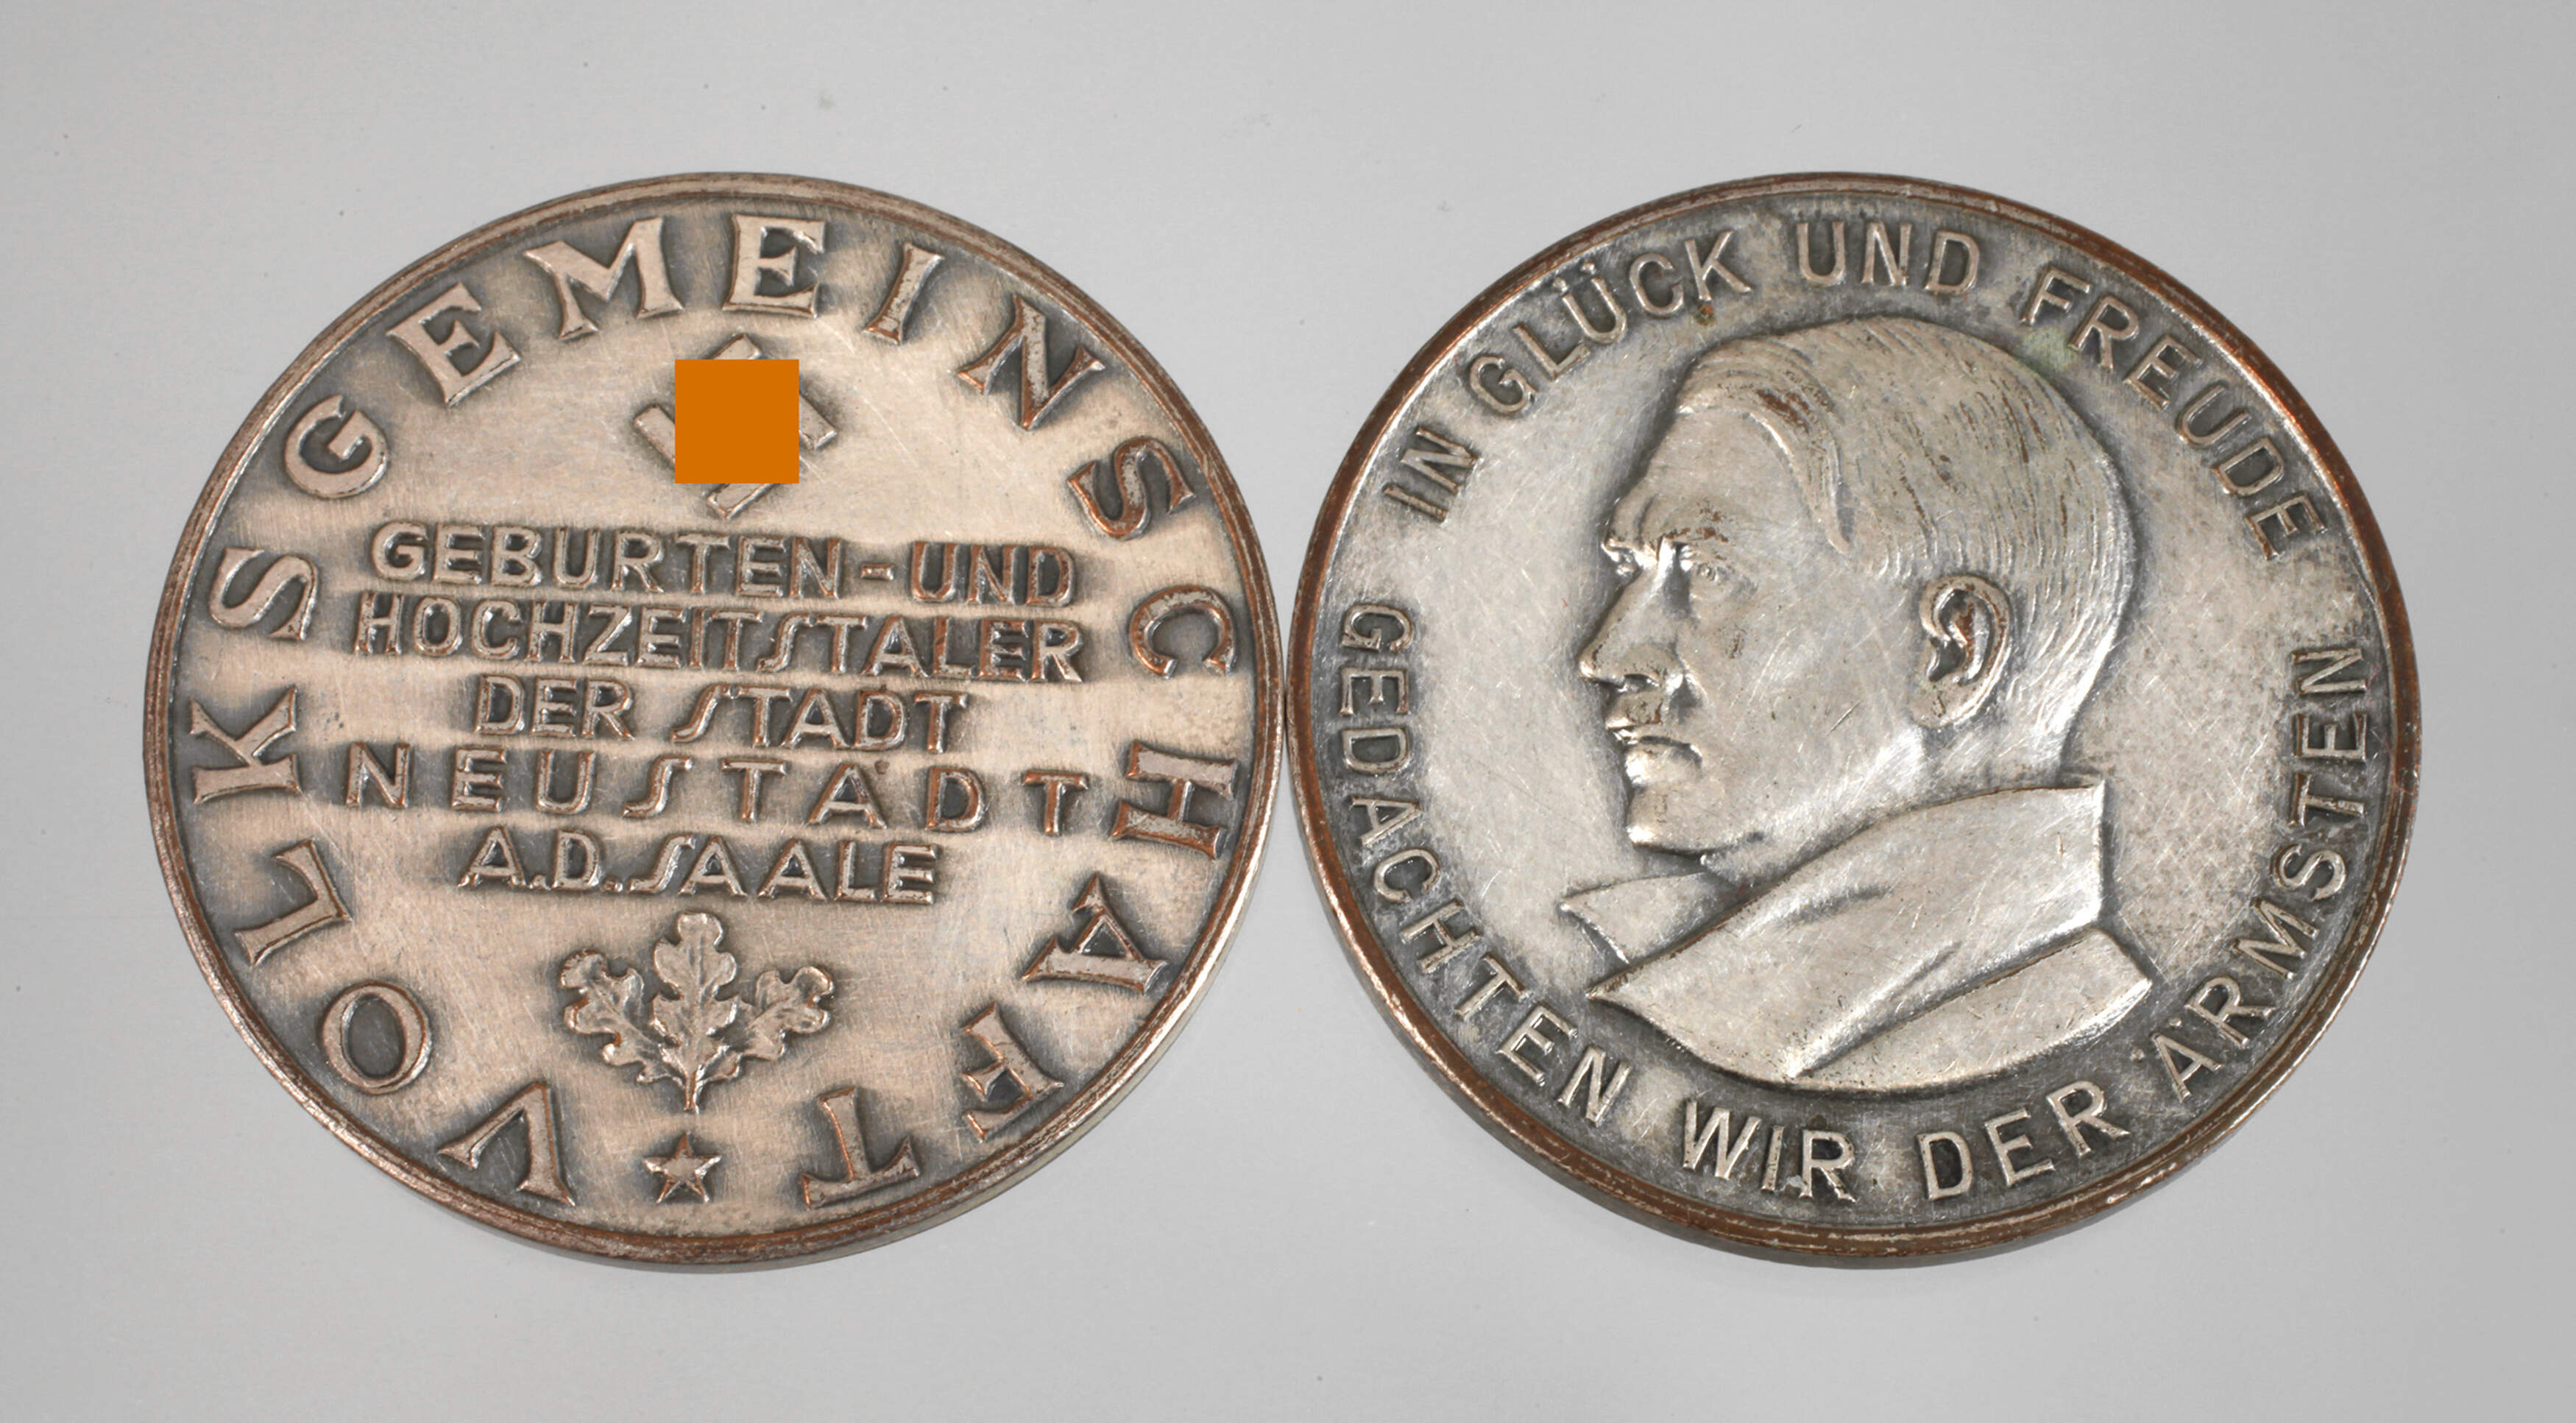 VOLKSGEMEINSCHAFT
GEBURTEN-UND
HOCHZEITSTALER
DER STADT
NEUSTADT
A.D.SAALE
IN GLÜCK UND FREUDE
GEDACHTEN WIR DER ÄRMSTEN